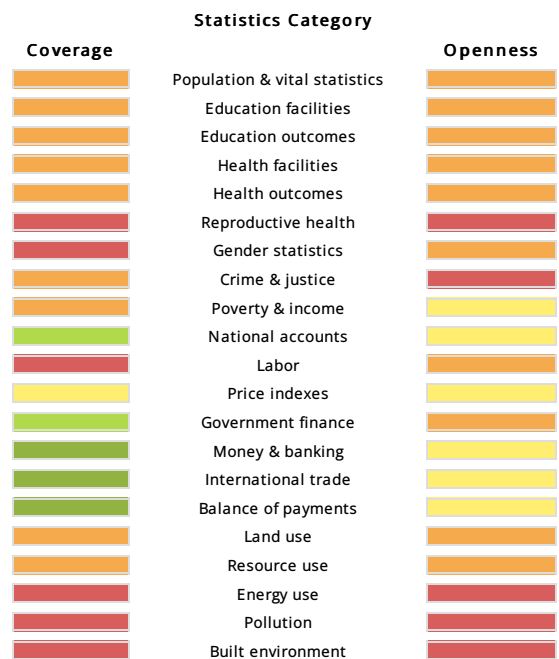 Statistics Category
Coverage Openness
Population & vital statistics
Education facilities
Education outcomes
Health facilities
Health outcomes
Reproductive health
Gender statistics
Crime & justice
Poverty & income
National accounts
Labor
Price indexes
Government finance
Money & banking
International trade
Balance of payments
Land use
Resource use
Energy use
Pollution
Built environment